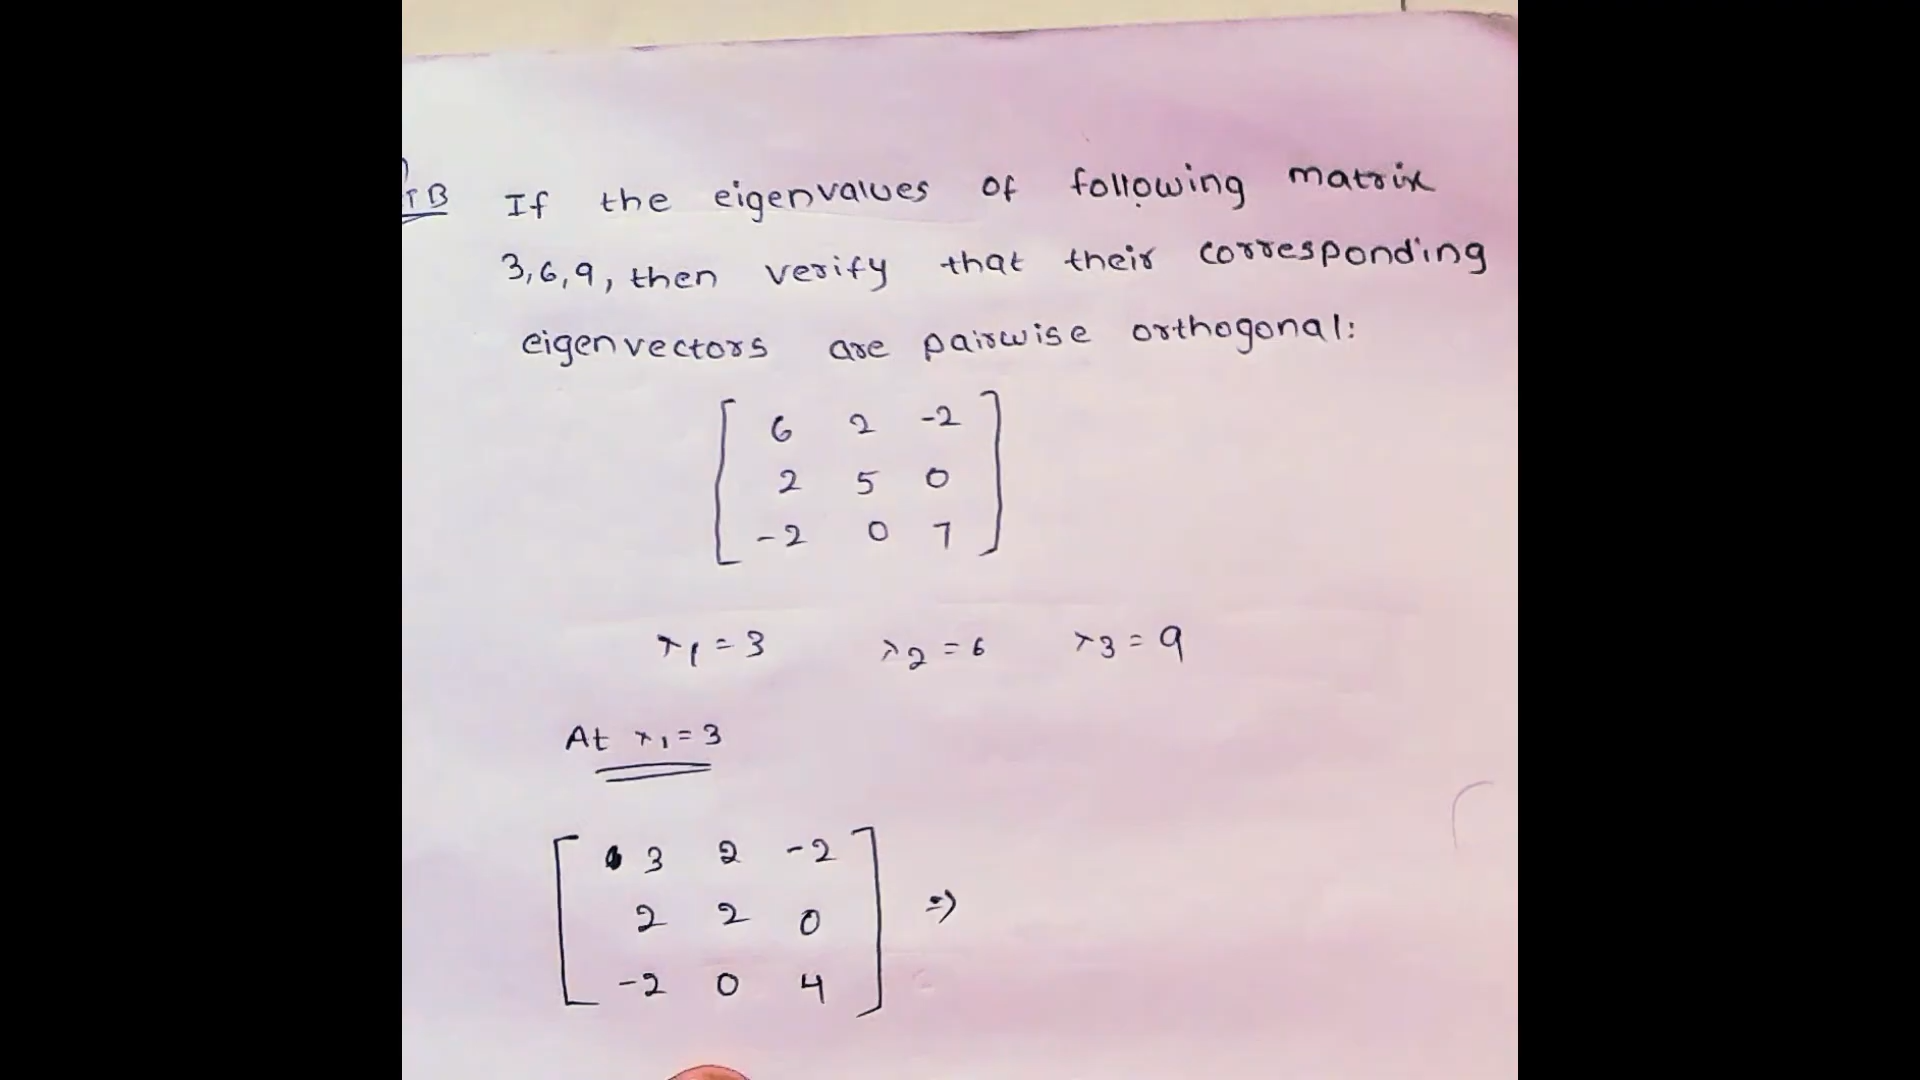 TB If the eigenvalues of following matrix
3,6,9, then verify that their corresponding
eigenvectors are pairwise orthogonal:
6 2 -2
2 5 0
-2 0 7
λ1 = 3 λ2 = 6 λ3 = 9
At λ1 = 3
3 2 -2
2 2 0 ⇒
-2 0 4